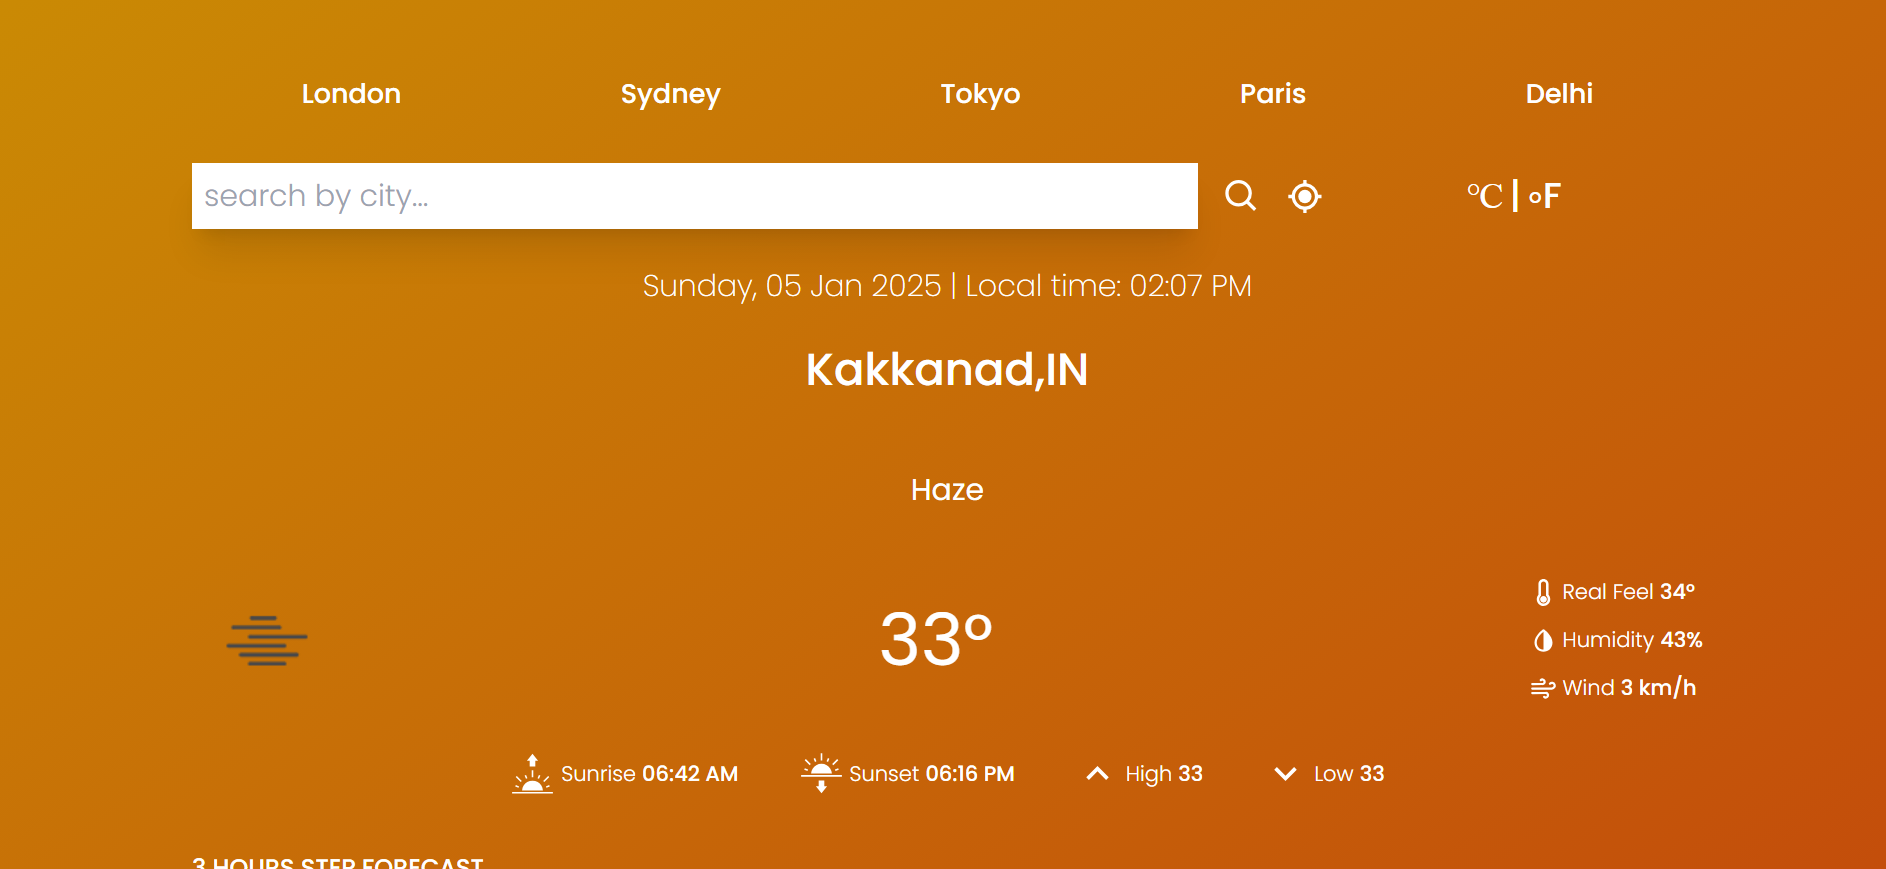 London Sydney Tokyo Paris Delhi
search by city... °C | °F
Sunday, 05 Jan 2025 | Local time: 02:07 PM
Kakkanad,IN
Haze
33°
Real Feel 34°
Humidity 43%
Wind 3 km/h
Sunrise 06:42 AM Sunset 06:16 PM High 33 Low 33
3 HOURS STEP FORECAST